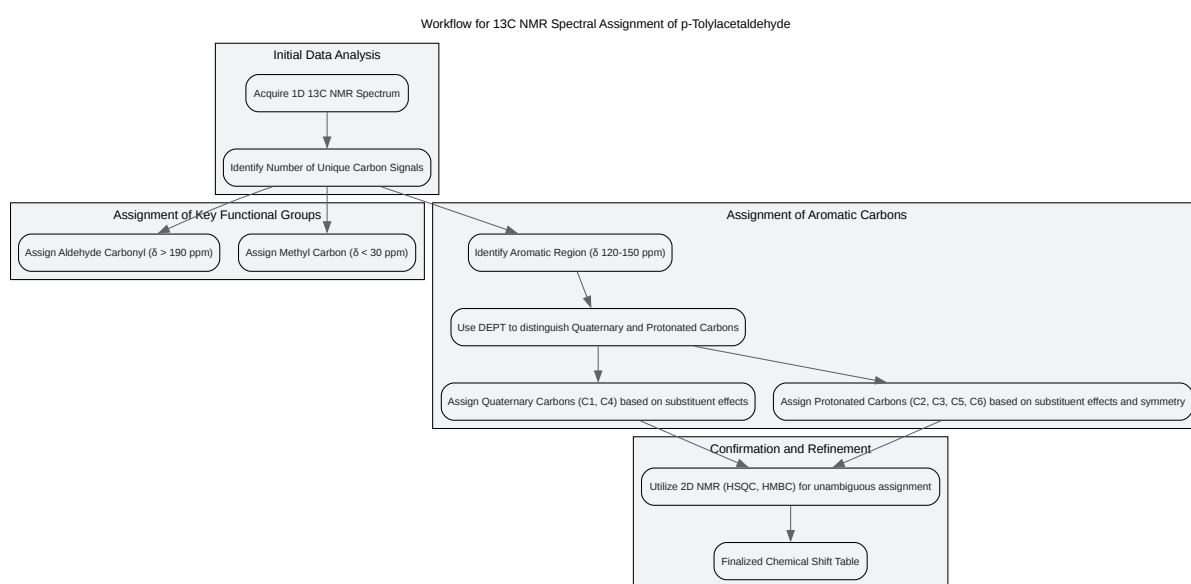 Workflow for 13C NMR Spectral Assignment of p-Tolylacetaldehyde
Initial Data Analysis
Acquire 1D 13C NMR Spectrum
Identify Number of Unique Carbon Signals
Assignment of Key Functional Groups
Assign Aldehyde Carbonyl (δ > 190 ppm)
Assign Methyl Carbon (δ < 30 ppm)
Assignment of Aromatic Carbons
Identify Aromatic Region (δ 120-150 ppm)
Use DEPT to distinguish Quaternary and Protonated Carbons
Assign Quaternary Carbons (C1, C4) based on substituent effects
Assign Protonated Carbons (C2, C3, C5, C6) based on substituent effects and symmetry
Confirmation and Refinement
Utilize 2D NMR (HSQC, HMBC) for unambiguous assignment
Finalized Chemical Shift Table